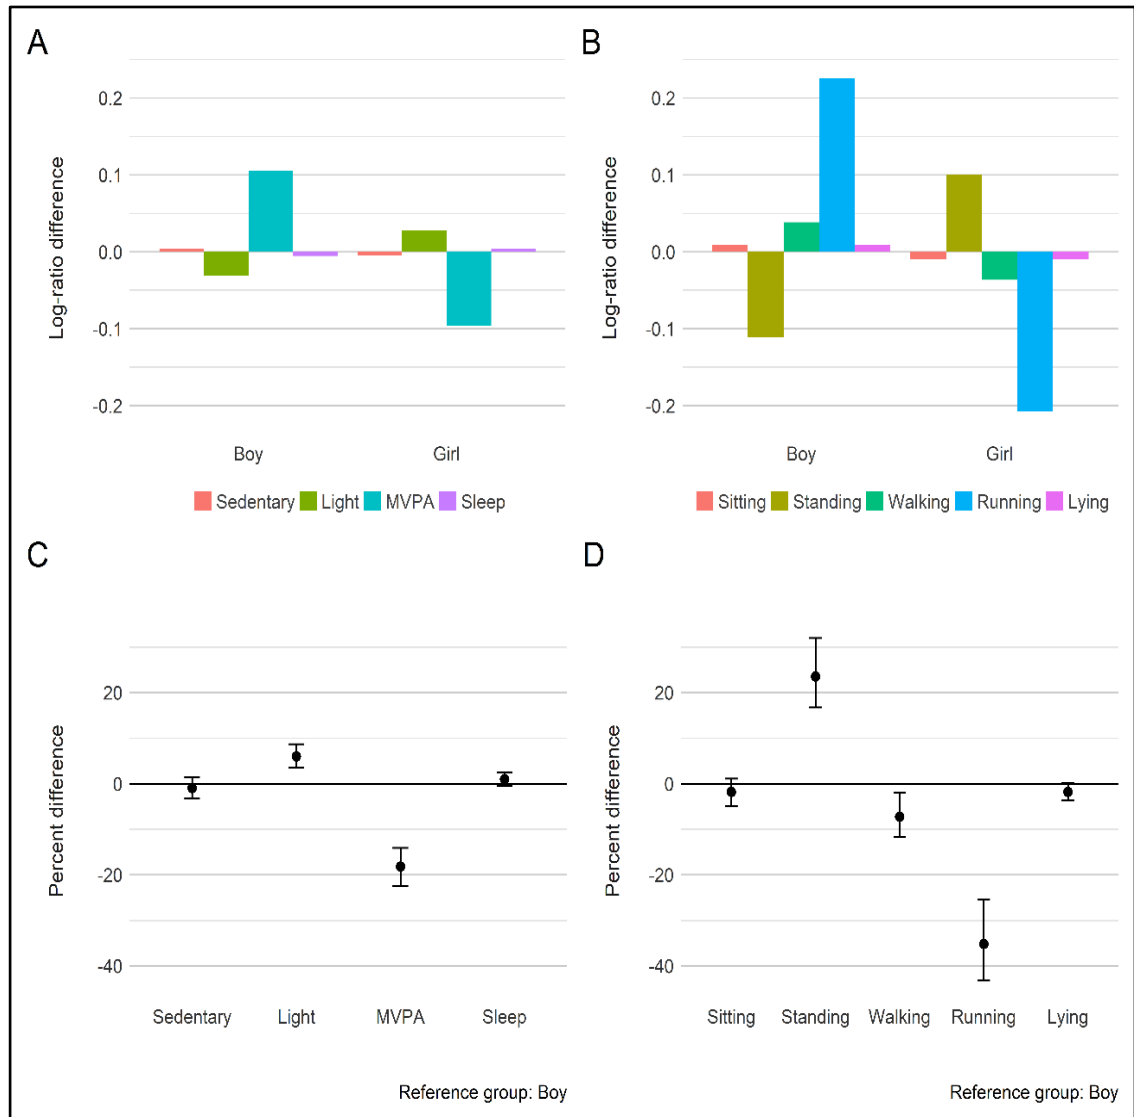 A
0.2
0.1
0.0
-0.1
-0.2
Log-ratio difference
Boy Girl
Sedentary Light MVPA Sleep
B
0.2
0.1
0.0
-0.1
-0.2
Log-ratio difference
Boy Girl
Sitting Standing Walking Running Lying
C
20
0
-20
-40
Percent difference
Sedentary Light MVPA Sleep
Reference group: Boy
D
20
0
-20
-40
Percent difference
Sitting Standing Walking Running Lying
Reference group: Boy